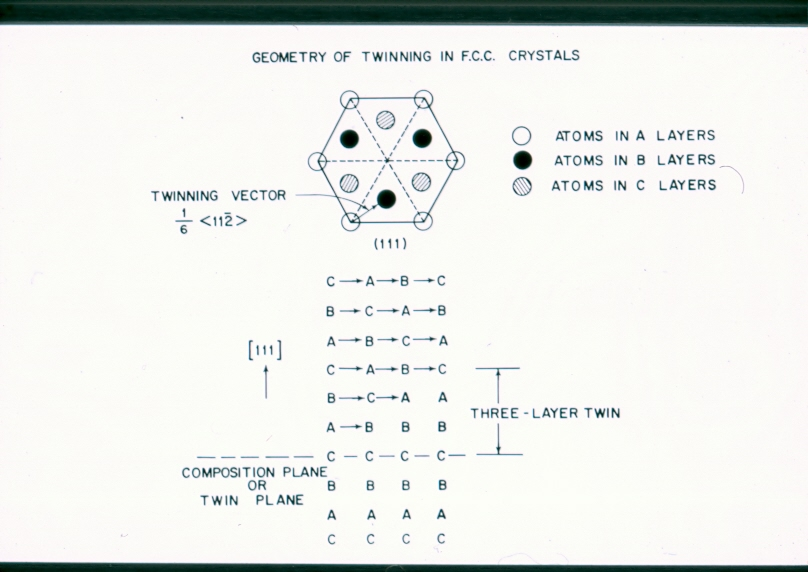 GEOMETRY OF TWINNING IN F.C.C. CRYSTALS
ATOMS IN A LAYERS
ATOMS IN B LAYERS
ATOMS IN C LAYERS
TWINNING VECTOR
1/6 <112̄>
(111)
C→A→B→C
B→C→A→B
A→B→C→A
[111]
C→A→B→C
B→C→A A
THREE-LAYER TWIN
A→B B B
C — C — C — C
COMPOSITION PLANE
OR
TWIN PLANE
B B B B
A A A A
C C C C